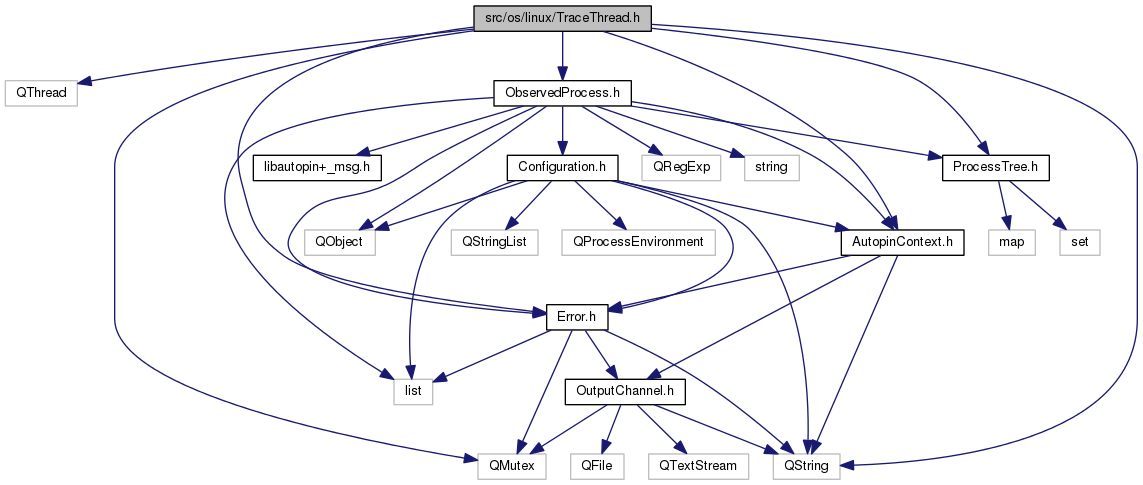 src/os/linux/TraceThread.h
QThread
ObservedProcess.h
libautopin+_msg.h
Configuration.h
QRegExp
string
ProcessTree.h
QObject
QStringList
QProcessEnvironment
AutopinContext.h
map
set
Error.h
list
OutputChannel.h
QMutex
QFile
QTextStream
QString